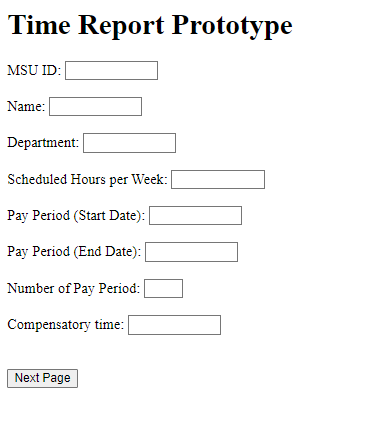 Time Report Prototype
MSU ID:
Name:
Department:
Scheduled Hours per Week:
Pay Period (Start Date):
Pay Period (End Date):
Number of Pay Period:
Compensatory time:
Next Page